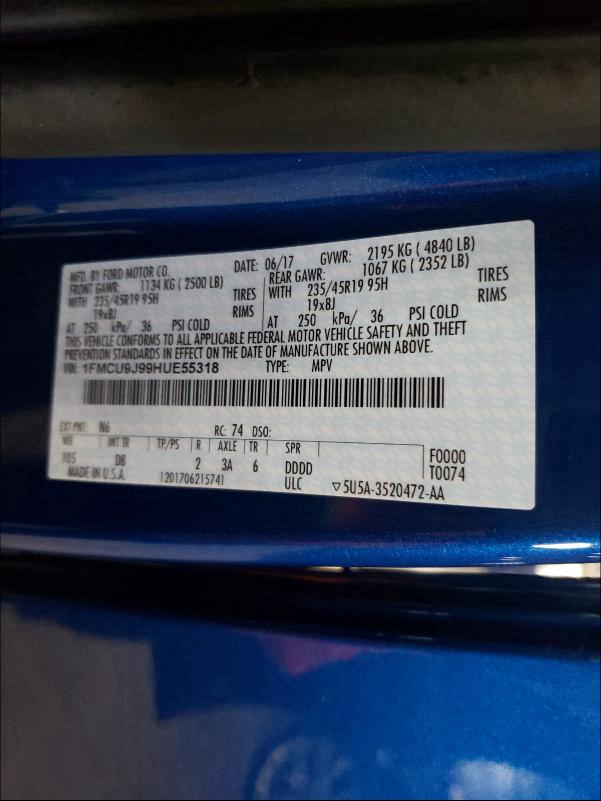 MFD. BY FORD MOTOR CO.
DATE: 06/17 GVWR: 2195 KG ( 4840 LB)
FRONT GAWR: 1134 KG ( 2500 LB) REAR GAWR: 1067 KG ( 2352 LB)
WITH 235/45R19 95H TIRES WITH 235/45R19 95H TIRES
19x8J RIMS 19x8J RIMS
AT 250 kPa/ 36 PSI COLD AT 250 kPa/ 36 PSI COLD
THIS VEHICLE CONFORMS TO ALL APPLICABLE FEDERAL MOTOR VEHICLE SAFETY AND THEFT
PREVENTION STANDARDS IN EFFECT ON THE DATE OF MANUFACTURE SHOWN ABOVE.
VIN: 1FMCU9J99HUE55318 TYPE: MPV
EXT PNT: N6 RC: 74 DSO:
WB INT TR TP/PS R AXLE TR SPR F0000
105 DB 2 3A 6 DDDD T0074
MADE IN U.S.A. 1201706215741 ULC ▽5U5A-3520472-AA